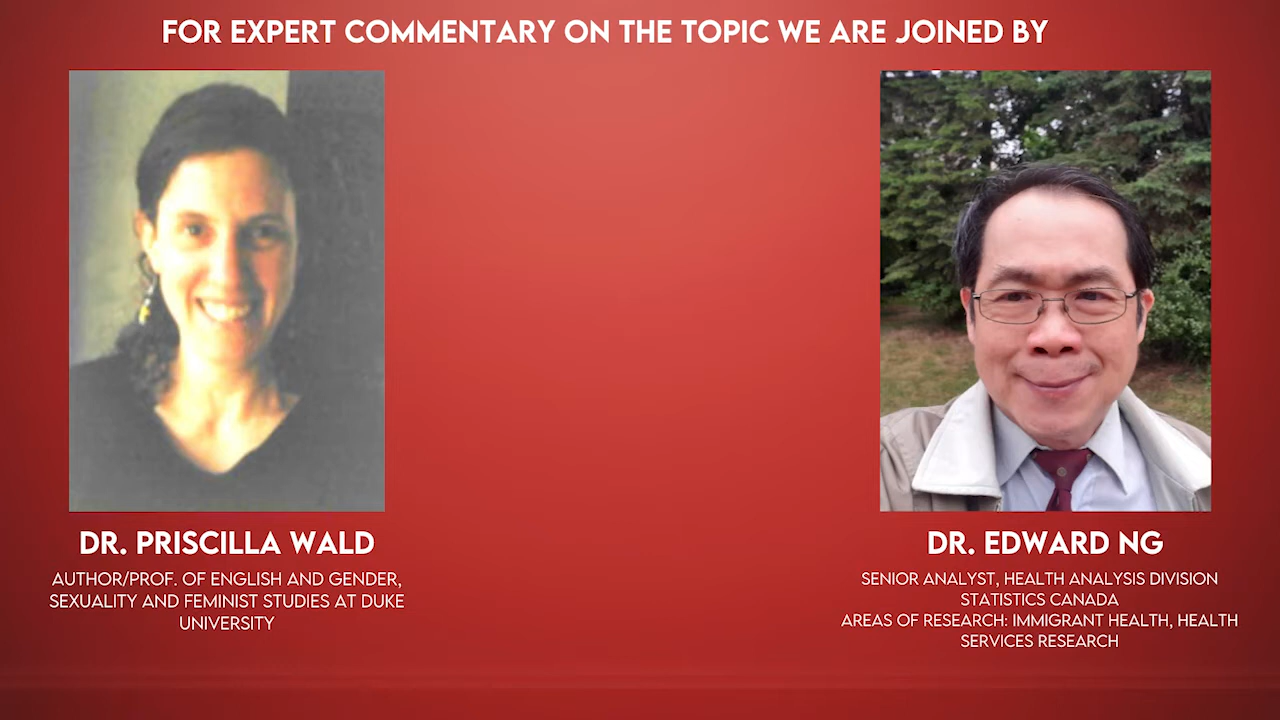 FOR EXPERT COMMENTARY ON THE TOPIC WE ARE JOINED BY
DR. PRISCILLA WALD
AUTHOR/PROF. OF ENGLISH AND GENDER,
SEXUALITY AND FEMINIST STUDIES AT DUKE
UNIVERSITY
DR. EDWARD NG
SENIOR ANALYST, HEALTH ANALYSIS DIVISION
STATISTICS CANADA
AREAS OF RESEARCH: IMMIGRANT HEALTH, HEALTH
SERVICES RESEARCH